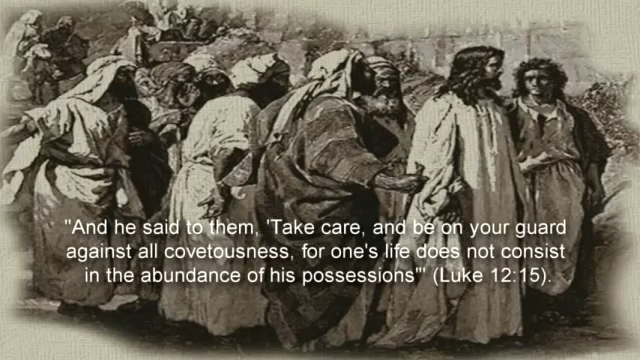 "And he said to them, 'Take care, and be on your guard
against all covetousness, for one's life does not consist
in the abundance of his possessions'" (Luke 12:15).